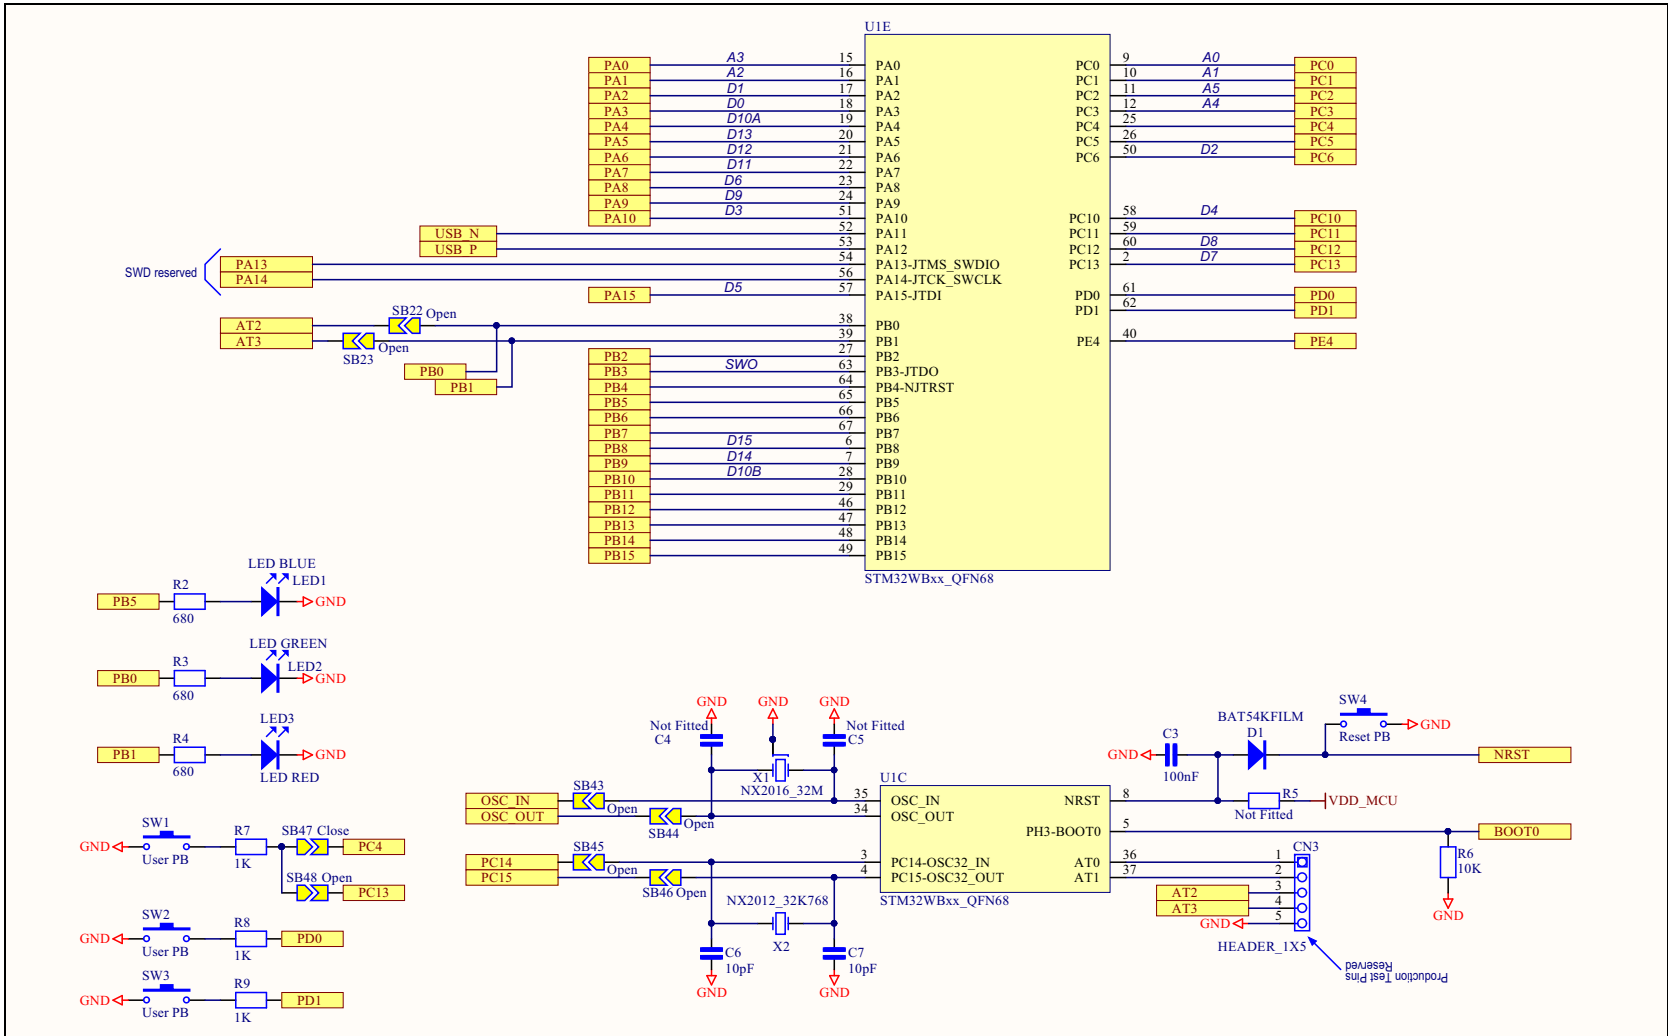 U1E
PA0 A3 15 PA0 PC0 9 A0 PC0
PA1 A2 16 PA1 PC1 10 A1 PC1
PA2 D1 17 PA2 PC2 11 A5 PC2
PA3 D0 18 PA3 PC3 12 A4 PC3
PA4 D10A 19 PA4 PC4 25 PC4
PA5 D13 20 PA5 PC5 26 PC5
PA6 D12 21 PA6 PC6 50 D2 PC6
PA7 D11 22 PA7
PA8 D6 23 PA8
PA9 D9 24 PA9
PA10 D3 51 PA10 PC10 58 D4 PC10
USB_N 52 PA11 PC11 59 PC11
USB_P 53 PA12 PC12 60 D8 PC12
SWD reserved PA13 54 PA13-JTMS_SWDIO PC13 2 D7 PC13
PA14 56 PA14-JTCK_SWCLK
PA15 D5 57 PA15-JTDI PD0 61 PD0
PD1 62 PD1
AT2 SB22 Open 38 PB0
AT3 SB23 Open 39 PB1 PE4 40 PE4
PB2 27 PB2
PB0 PB3 SWO 63 PB3-JTDO
PB1 PB4 64 PB4-NJTRST
PB5 65 PB5
PB6 66 PB6
PB7 67 PB7
PB8 D15 6 PB8
PB9 D14 7 PB9
PB10 D10B 28 PB10
PB11 29 PB11
PB12 46 PB12
PB13 47 PB13
PB14 48 PB14
PB15 49 PB15
STM32WBxx_QFN68
LED BLUE
R2 LED1
PB5 GND
680
LED GREEN
R3 LED2
PB0 GND
680
LED3
R4
PB1 GND
680 LED RED
SW1 R7 SB47 Close
GND PC4
User PB 1K
SB48 Open
PC13
SW2 R8
GND PD0
User PB 1K
SW3 R9
GND PD1
User PB 1K
GND GND GND
Not Fitted Not Fitted
C4 C5
X1
NX2016_32M
U1C
OSC_IN SB43 Open 35 OSC_IN NRST 8
OSC_OUT SB44 Open 34 OSC_OUT
PH3-BOOT0 5 BOOT0
PC14 SB45 Open 3 PC14-OSC32_IN AT0 36
PC15 SB46 Open 4 PC15-OSC32_OUT AT1 37
NX2012_32K768 STM32WBxx_QFN68
X2
C6 C7
10pF 10pF
GND GND
SW4
BAT54KFILM GND
C3 D1 Reset PB
GND NRST
100nF
R5 VDD_MCU
Not Fitted
R6
10K
GND
CN3
1
2
AT2 3
AT3 4
GND 5
HEADER_1X5
Production Test Pins
Reserved